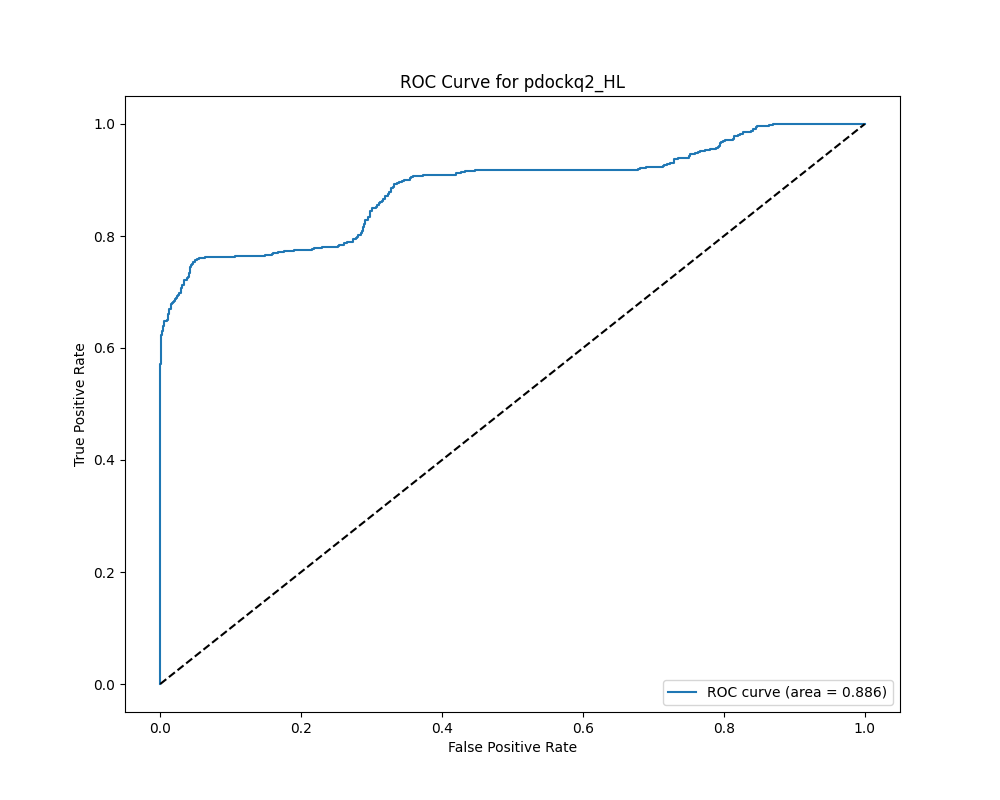 ROC Curve for pdockq2_HL
True Positive Rate
1.0
0.8
0.6
0.4
0.2
0.0
ROC curve (area = 0.886)
0.0 0.2 0.4 0.6 0.8 1.0
False Positive Rate